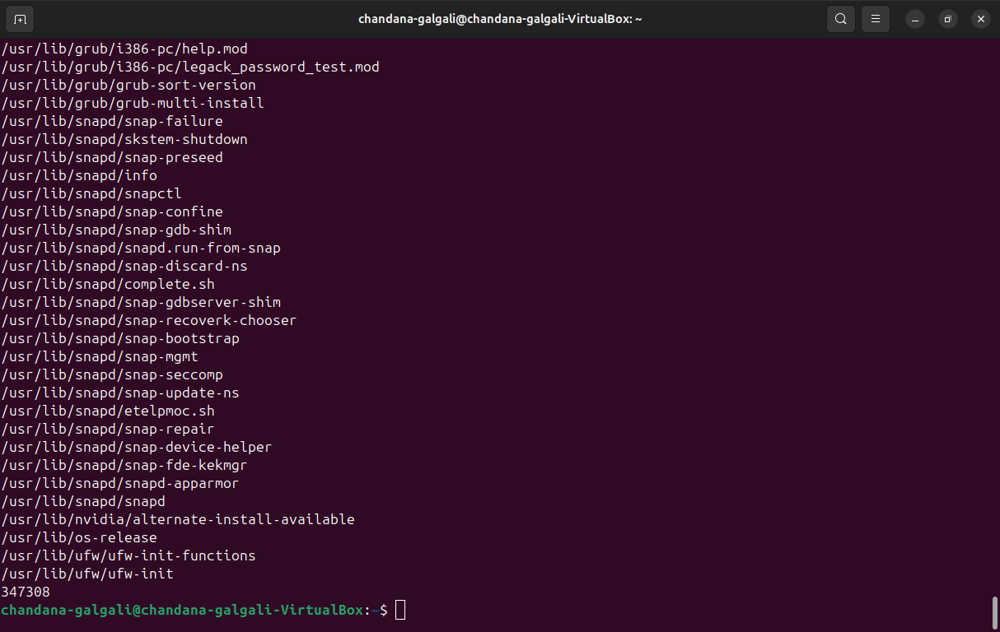 chandana-galgali@chandana-galgali-VirtualBox: ~
/usr/lib/grub/i386-pc/help.mod
/usr/lib/grub/i386-pc/legack_password_test.mod
/usr/lib/grub/grub-sort-version
/usr/lib/grub/grub-multi-install
/usr/lib/snapd/snap-failure
/usr/lib/snapd/skstem-shutdown
/usr/lib/snapd/snap-preseed
/usr/lib/snapd/info
/usr/lib/snapd/snapctl
/usr/lib/snapd/snap-confine
/usr/lib/snapd/snap-gdb-shim
/usr/lib/snapd/snapd.run-from-snap
/usr/lib/snapd/snap-discard-ns
/usr/lib/snapd/complete.sh
/usr/lib/snapd/snap-gdbserver-shim
/usr/lib/snapd/snap-recoverk-chooser
/usr/lib/snapd/snap-bootstrap
/usr/lib/snapd/snap-mgmt
/usr/lib/snapd/snap-seccomp
/usr/lib/snapd/snap-update-ns
/usr/lib/snapd/etelpmoc.sh
/usr/lib/snapd/snap-repair
/usr/lib/snapd/snap-device-helper
/usr/lib/snapd/snap-fde-kekmgr
/usr/lib/snapd/snapd-apparmor
/usr/lib/snapd/snapd
/usr/lib/nvidia/alternate-install-available
/usr/lib/os-release
/usr/lib/ufw/ufw-init-functions
/usr/lib/ufw/ufw-init
347308
chandana-galgali@chandana-galgali-VirtualBox:~$